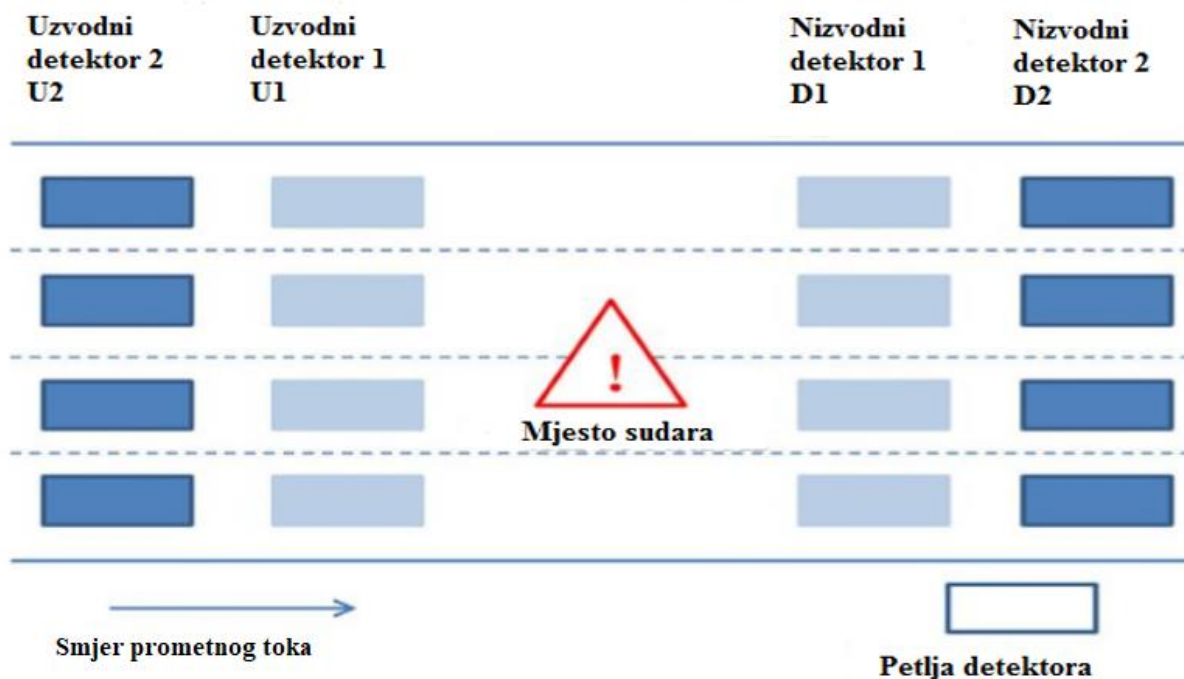 Uzvodni
detektor 2
U2
Uzvodni
detektor 1
U1
Nizvodni
detektor 1
D1
Nizvodni
detektor 2
D2
!
Mjesto sudara
Smjer prometnog toka
Petlja detektora